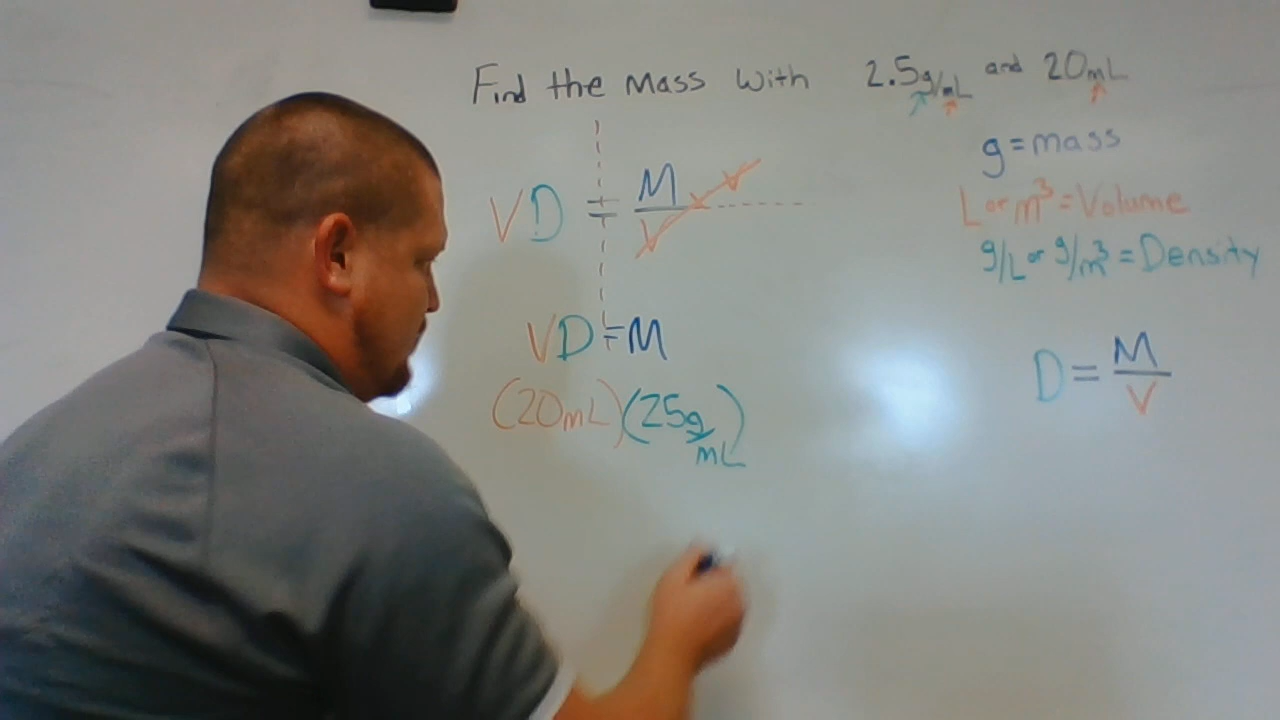 Find the Mass with 2.5g/mL and 20mL
g = mass
L or m³ = Volume
g/L or g/m³ = Density
VD = M/V V
VD = M
D = M/V
(20mL)(25g/mL)